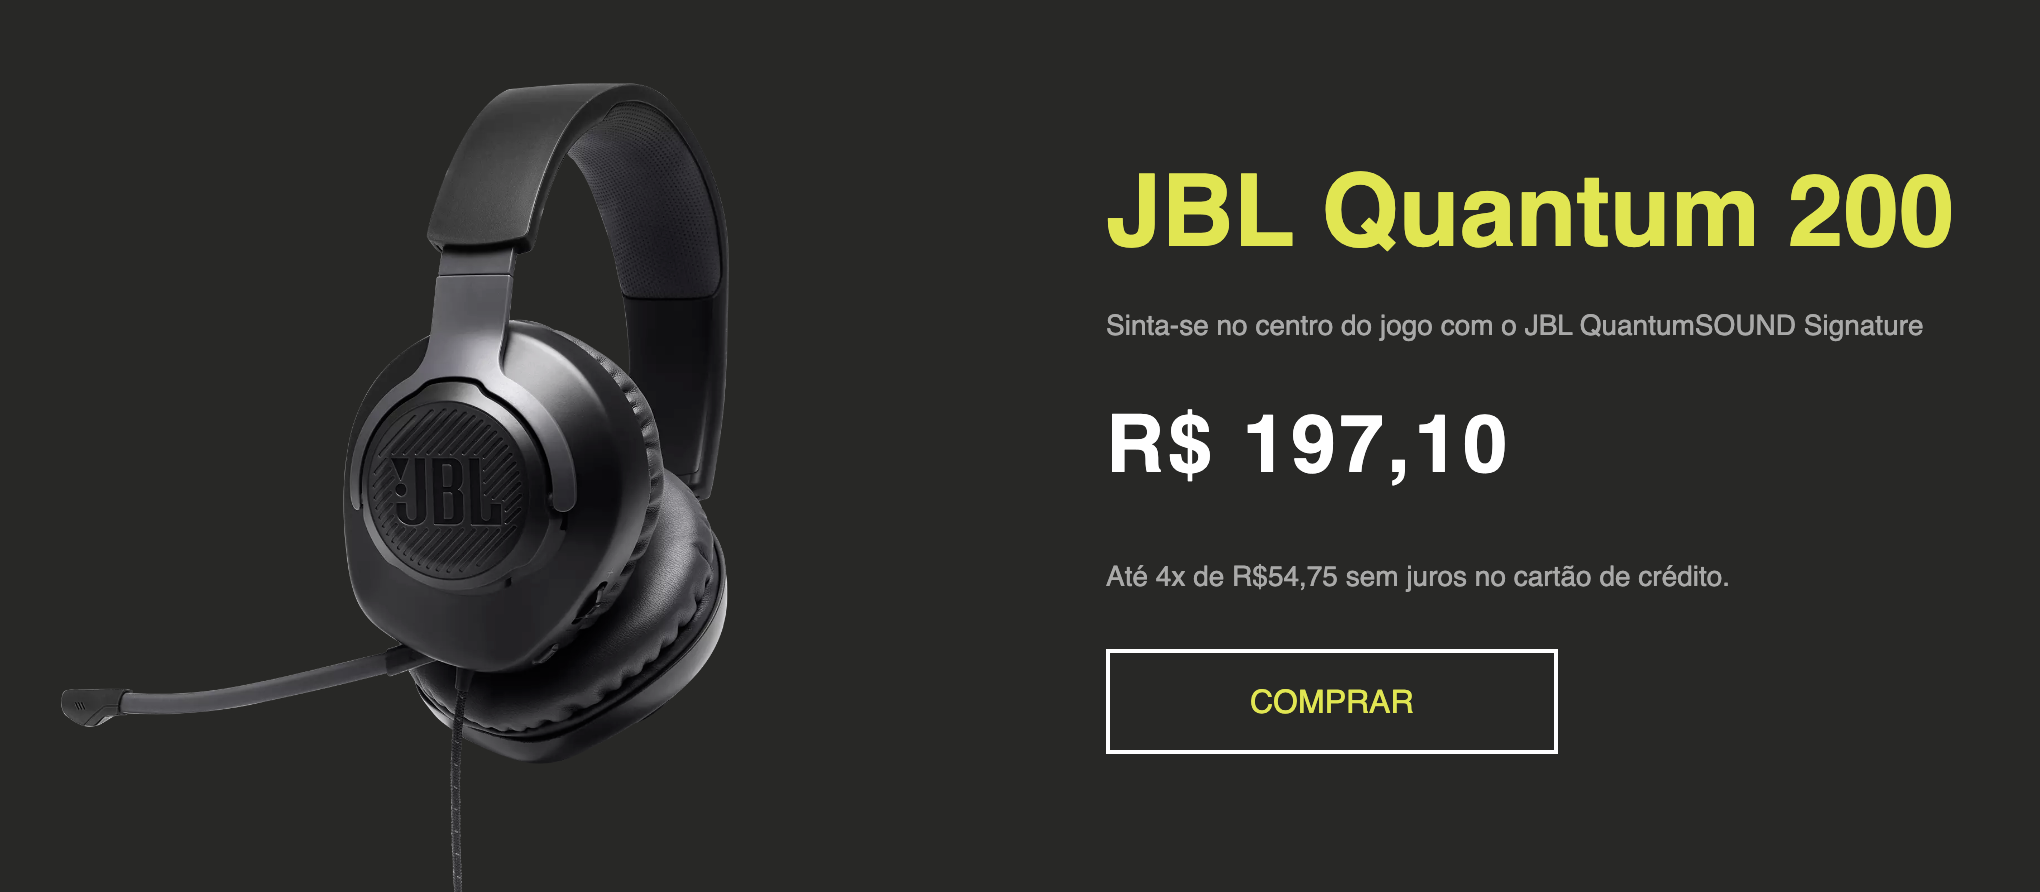 JBL
JBL Quantum 200
Sinta-se no centro do jogo com o JBL QuantumSOUND Signature
R$ 197,10
Até 4x de R$54,75 sem juros no cartão de crédito.
COMPRAR